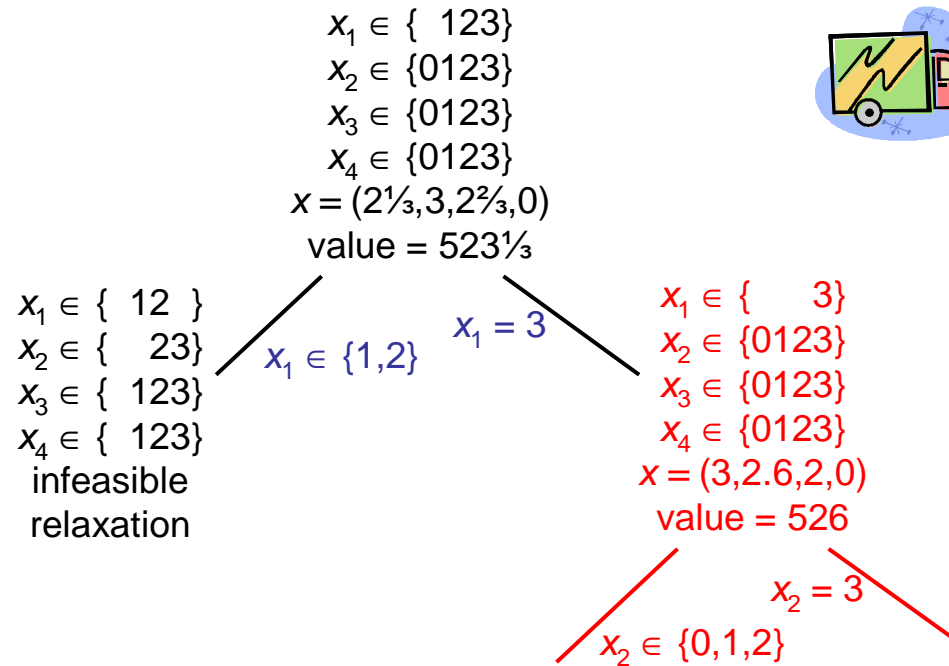 x₁ ∈ { 123}
x₂ ∈ {0123}
x₃ ∈ {0123}
x₄ ∈ {0123}
x = (2⅓,3,2⅔,0)
value = 523⅓
x₁ ∈ { 12 }
x₂ ∈ { 23}
x₃ ∈ { 123}
x₄ ∈ { 123}
infeasible
relaxation
x₁ ∈ {1,2}
x₁ = 3
x₁ ∈ { 3}
x₂ ∈ {0123}
x₃ ∈ {0123}
x₄ ∈ {0123}
x = (3,2.6,2,0)
value = 526
x₂ = 3
x₂ ∈ {0,1,2}